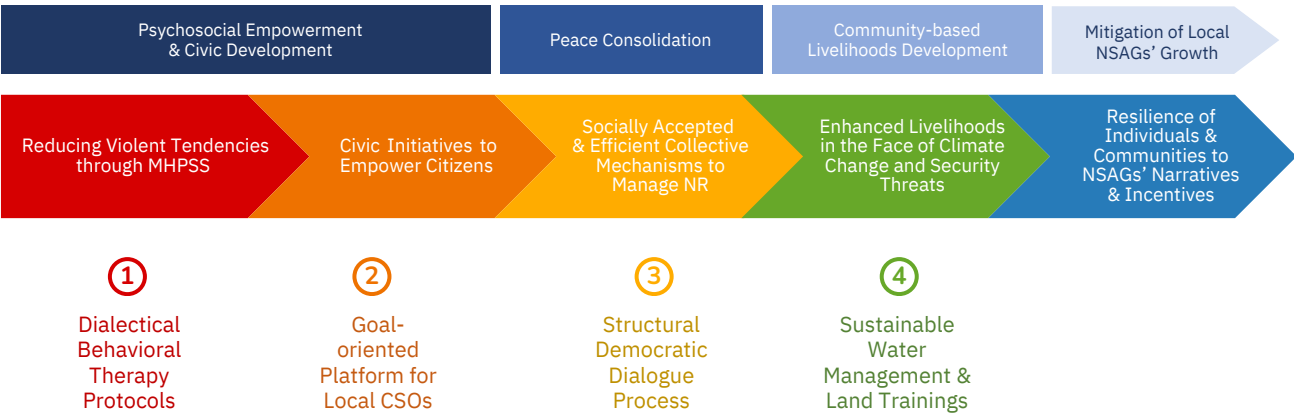 Psychosocial Empowerment
& Civic Development
Peace Consolidation
Community-based
Livelihoods Development
Mitigation of Local
NSAGs' Growth
Reducing Violent Tendencies
through MHPSS
Civic Initiatives to
Empower Citizens
Socially Accepted
& Efficient Collective
Mechanisms to
Manage NR
Enhanced Livelihoods
in the Face of Climate
Change and Security
Threats
Resilience of
Individuals &
Communities to
NSAGs' Narratives
& Incentives
1
Dialectical
Behavioral
Therapy
Protocols
2
Goal-
oriented
Platform for
Local CSOs
3
Structural
Democratic
Dialogue
Process
4
Sustainable
Water
Management &
Land Trainings